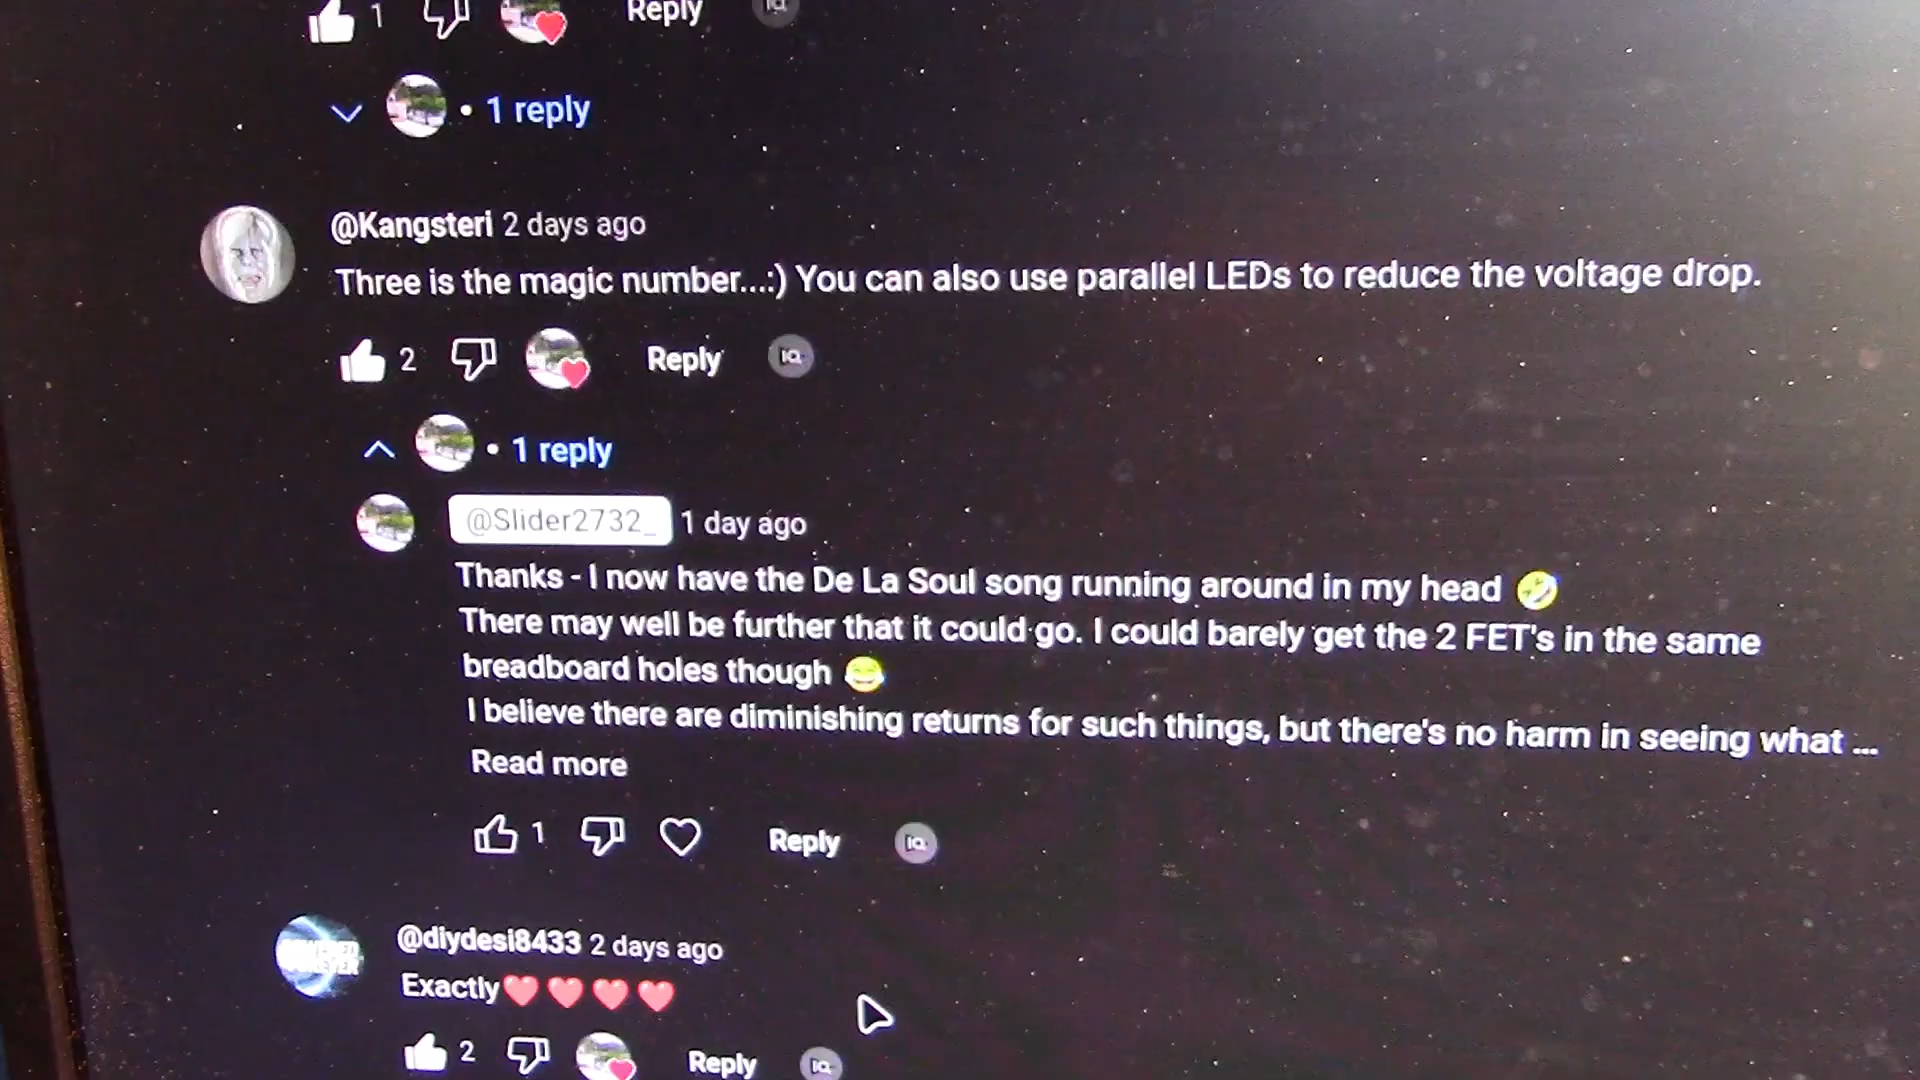 1 Reply
1 reply
@Kangsteri 2 days ago
Three is the magic number...:) You can also use parallel LEDs to reduce the voltage drop.
2 Reply
1 reply
@Slider2732_ 1 day ago
Thanks - I now have the De La Soul song running around in my head 🤣
There may well be further that it could go. I could barely get the 2 FET's in the same
breadboard holes though 😂
I believe there are diminishing returns for such things, but there's no harm in seeing what ...
Read more
1 Reply
@diydesi8433 2 days ago
Exactly❤️❤️❤️❤️
2 Reply